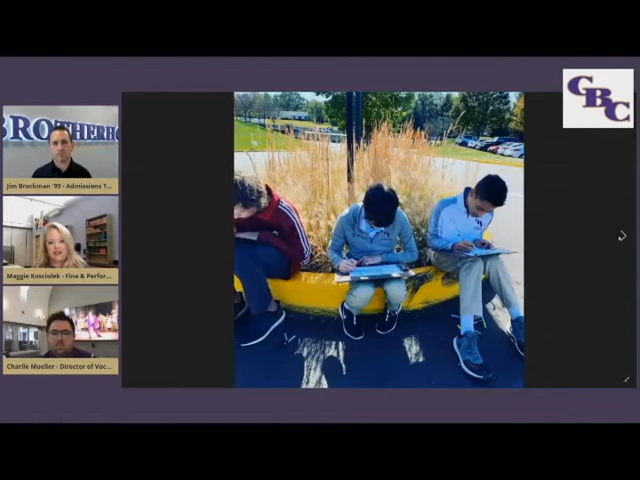 CBC
BROTHERHO
Jim Brockman '95 - Admissions T...
Maggie Kosciolek - Fine & Perfor...
Charlie Mueller - Director of Voc...